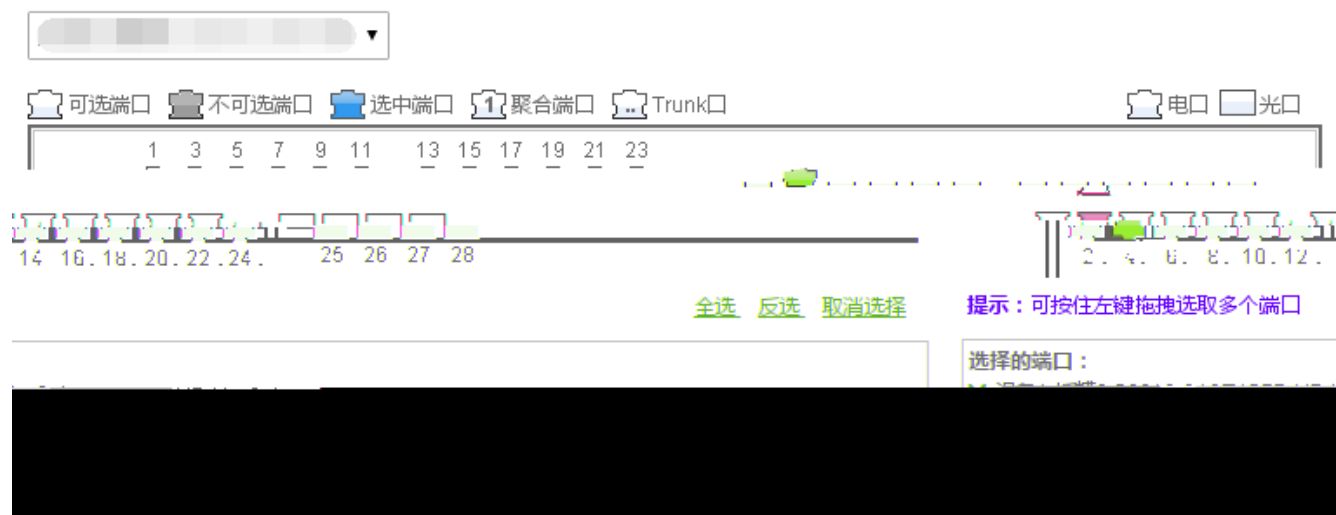 可选端口 不可选端口 选中端口 1 聚合端口 .. Trunk口 电口 光口
1 3 5 7 9 11 13 15 17 19 21 23
14 16. 18. 20. 22 .24. 25 26 27 28 2. 6. 8. 10. 12.
全选 反选 取消选择 提示：可按住左键拖拽选取多个端口
选择的端口：